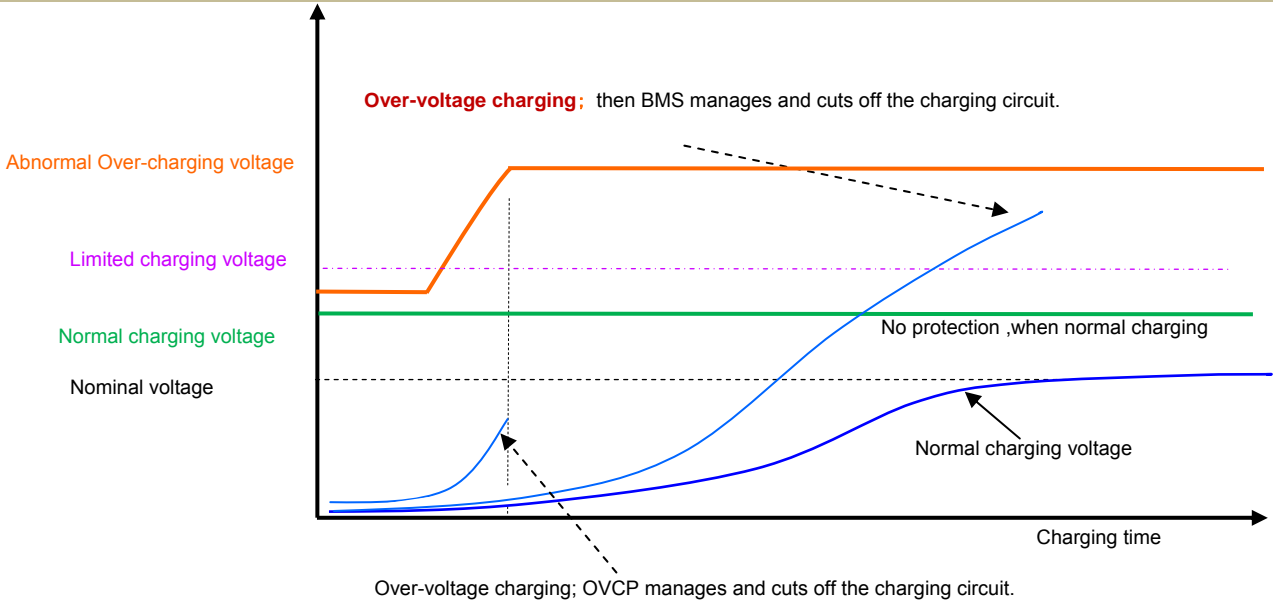 Over-voltage charging；then BMS manages and cuts off the charging circuit.
Abnormal Over-charging voltage
Limited charging voltage
Normal charging voltage
No protection ,when normal charging
Nominal voltage
Normal charging voltage
Charging time
Over-voltage charging; OVCP manages and cuts off the charging circuit.